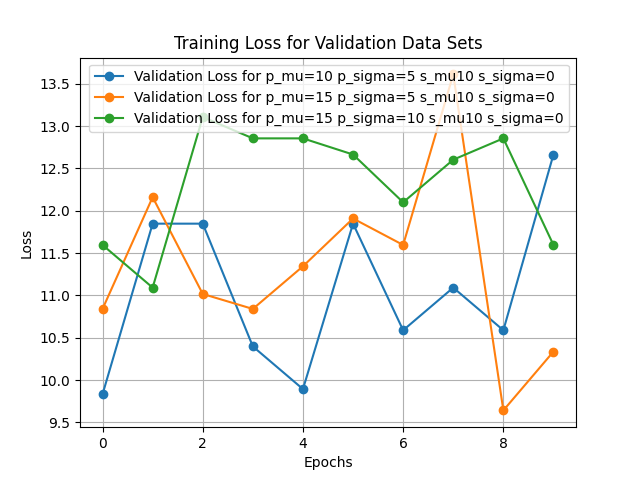 Training Loss for Validation Data Sets
Validation Loss for p_mu=10 p_sigma=5 s_mu10 s_sigma=0
Validation Loss for p_mu=15 p_sigma=5 s_mu10 s_sigma=0
Validation Loss for p_mu=15 p_sigma=10 s_mu10 s_sigma=0
13.5
13.0
12.5
12.0
11.5
11.0
10.5
10.0
9.5
Loss
0 2 4 6 8
Epochs